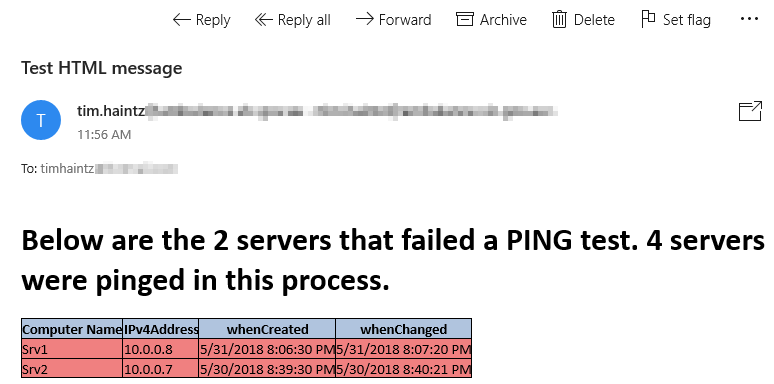 Reply Reply all Forward Archive Delete Set flag ...
Test HTML message
T
tim.haintz
11:56 AM
To: timhaintz
Below are the 2 servers that failed a PING test. 4 servers
were pinged in this process.
Computer Name IPv4Address whenCreated whenChanged
Srv1 10.0.0.8 5/31/2018 8:06:30 PM 5/31/2018 8:07:20 PM
Srv2 10.0.0.7 5/30/2018 8:39:30 PM 5/30/2018 8:40:21 PM